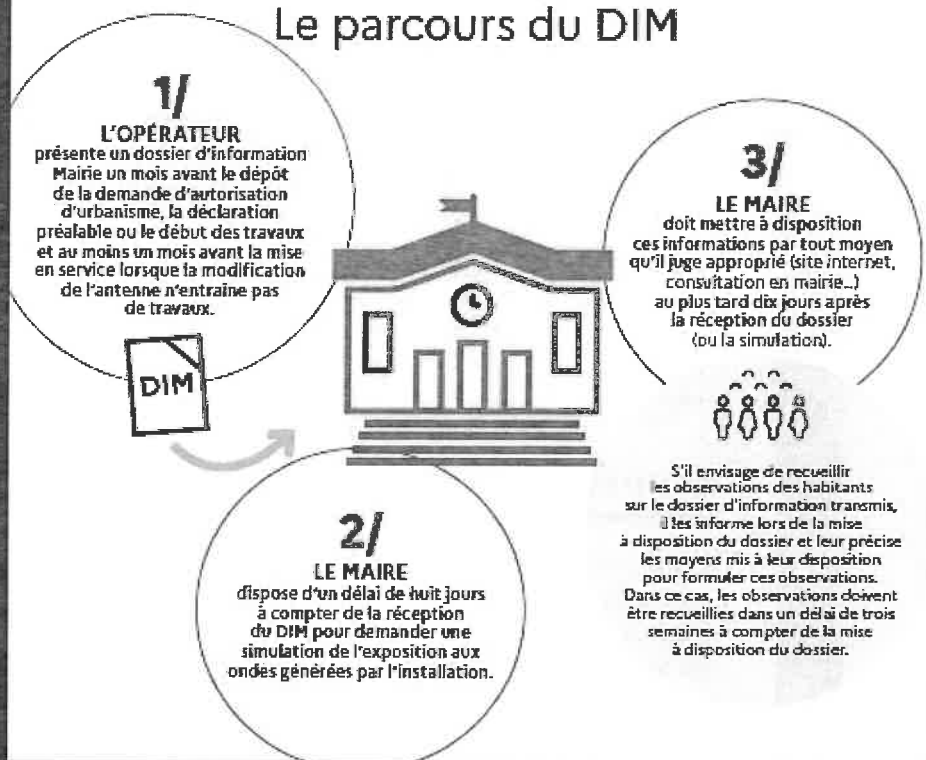 Le parcours du DIM
1/
L'OPÉRATEUR
présente un dossier d'information
Mairie un mois avant le dépôt
de la demande d'autorisation
d'urbanisme, la déclaration
préalable ou le début des travaux
et au moins un mois avant la mise
en service lorsque la modification
de l'antenne n'entraîne pas
de travaux.
DIM
2/
LE MAIRE
dispose d'un délai de huit jours
à compter de la réception
du DIM pour demander une
simulation de l'exposition aux
ondes générées par l'installation.
3/
LE MAIRE
doit mettre à disposition
ces informations par tout moyen
qu'il juge approprié (site internet,
consultation en mairie...)
au plus tard dix jours après
la réception du dossier
(ou la simulation).
S'il envisage de recueillir
les observations des habitants
sur le dossier d'information transmis,
il les informe lors de la mise
à disposition du dossier et leur précise
les moyens mis à leur disposition
pour formuler ces observations.
Dans ce cas, les observations doivent
être recueillies dans un délai de trois
semaines à compter de la mise
à disposition du dossier.